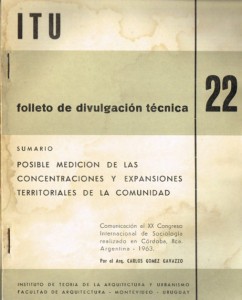 ITU
folleto de divulgación técnica
22
SUMARIO
POSIBLE MEDICION DE LAS
CONCENTRACIONES Y EXPANSIONES
TERRITORIALES DE LA COMUNIDAD
Comunicación al XX Congreso
Internacional de Sociología
realizado en Córdoba, Rca.
Argentina - 1963.
Por el Arq. CARLOS GOMEZ GAVAZZO
INSTITUTO DE TEORIA DE LA ARQUITECTURA Y URBANISMO
FACULTAD DE ARQUITECTURA - MONTEVIDEO - URUGUAY